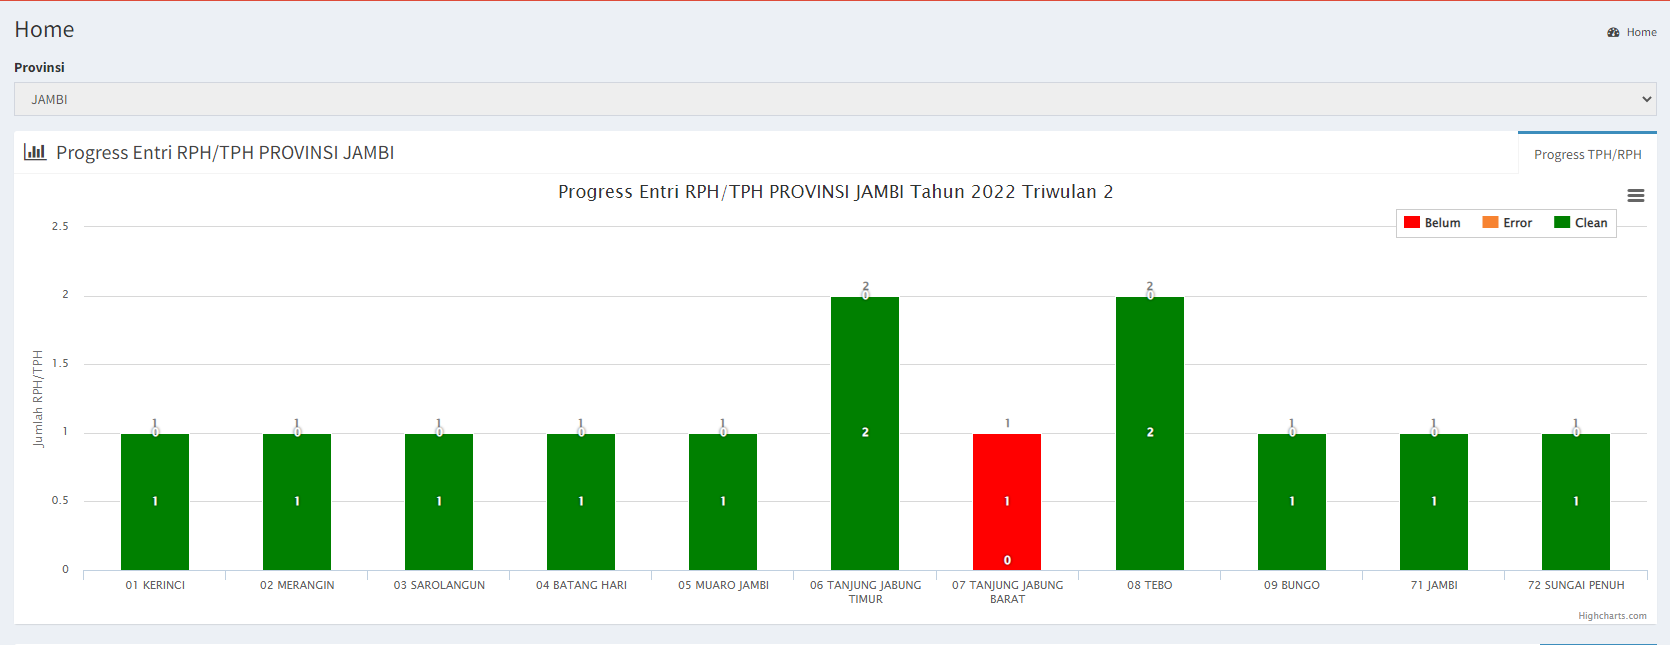 Home
Home
Provinsi
JAMBI
Progress Entri RPH/TPH PROVINSI JAMBI
Progress TPH/RPH
Progress Entri RPH/TPH PROVINSI JAMBI Tahun 2022 Triwulan 2
Belum Error Clean
Jumlah RPH/TPH
2.5
2
1.5
1
0.5
0
1 1 1 1 1 2 1 2 1 1 1
0 0 0 0 0 0 0 0 0 0
1 1 1 1 1 2 1 2 1 1 1
0
01 KERINCI
02 MERANGIN
03 SAROLANGUN
04 BATANG HARI
05 MUARO JAMBI
06 TANJUNG JABUNG
TIMUR
07 TANJUNG JABUNG
BARAT
08 TEBO
09 BUNGO
71 JAMBI
72 SUNGAI PENUH
Highcharts.com